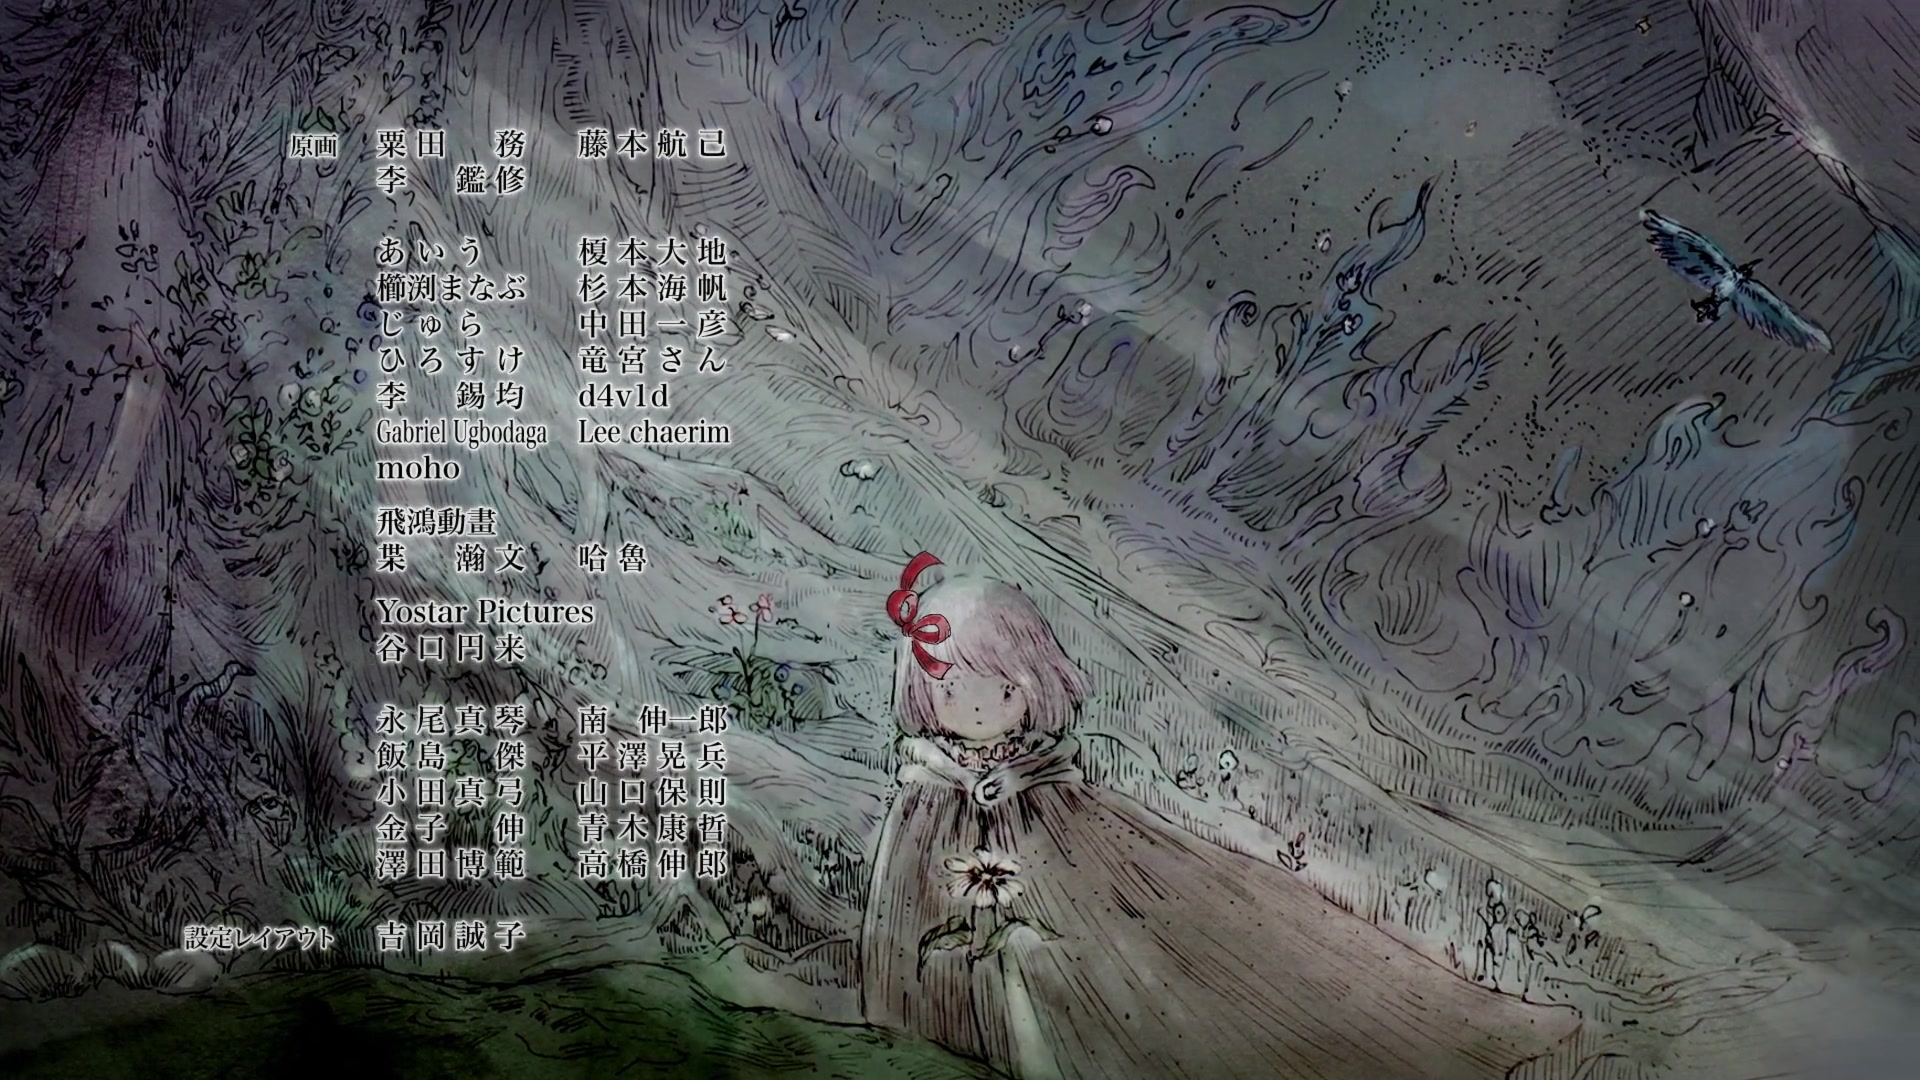 原画 粟田 務 藤本航己
李 鑑修
あいう 榎本大地
櫛渕まなぶ 杉本海帆
じゅら 中田一彦
ひろすけ 竜宮さん
李 錫均 d4v1d
Gabriel Ugbodaga Lee chaerim
moho
飛鴻動畫
瀚文 哈魯
Yostar Pictures
谷口円来
永尾真琴 南 伸一郎
飯島 傑 平澤晃兵
小田真弓 山口保則
金子 伸 青木康哲
澤田博範 高橋伸郎
設定レイアウト 吉岡誠子